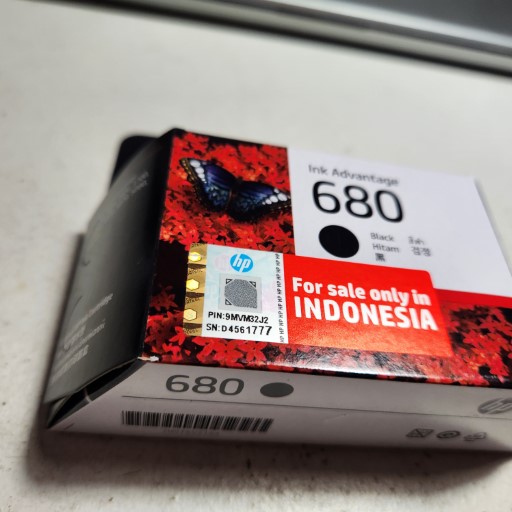 Ink Advantage
680
Black
Hitam
黑 검정
hp
PIN:9MVM32J2
SN:D4561777
For sale only in
INDONESIA
680